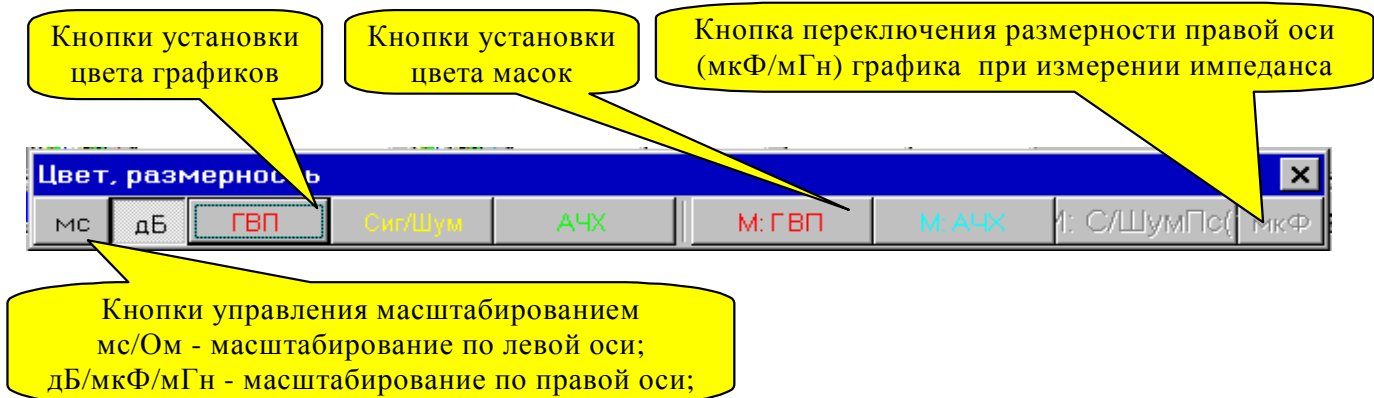 Кнопки установки
цвета графиков
Кнопки установки
цвета масок
Кнопка переключения размерности правой оси
(мкФ/мГн) графика при измерении импеданса
Цвет, размерность
мс дБ ГВП Сиг/Шум АЧХ М: ГВП М: АЧХ М: С/ШумПс( мкФ
Кнопки управления масштабированием
мс/Ом - масштабирование по левой оси;
дБ/мкФ/мГн - масштабирование по правой оси;